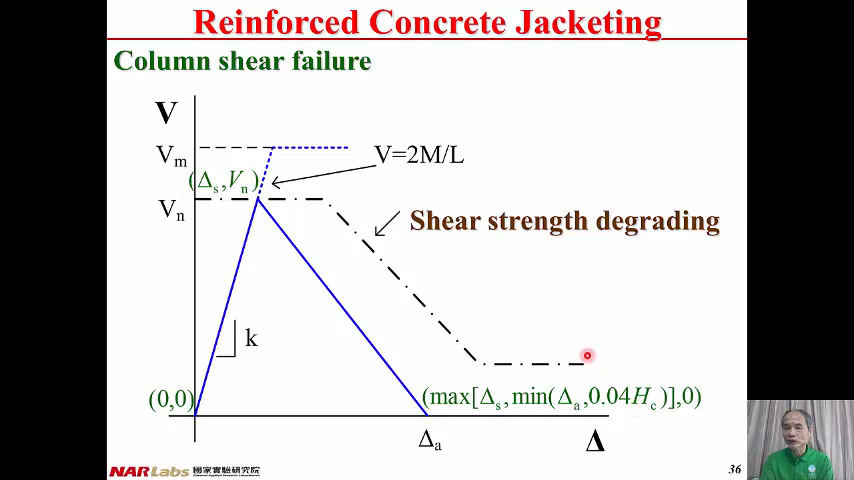 Reinforced Concrete Jacketing
Column shear failure
V
Vm
V=2M/L
(Δs,Vn)
Vn
Shear strength degrading
k
(0,0)
(max[Δs,min(Δa,0.04Hc)],0)
Δa
Δ
NARLabs 國家實驗研究院
36